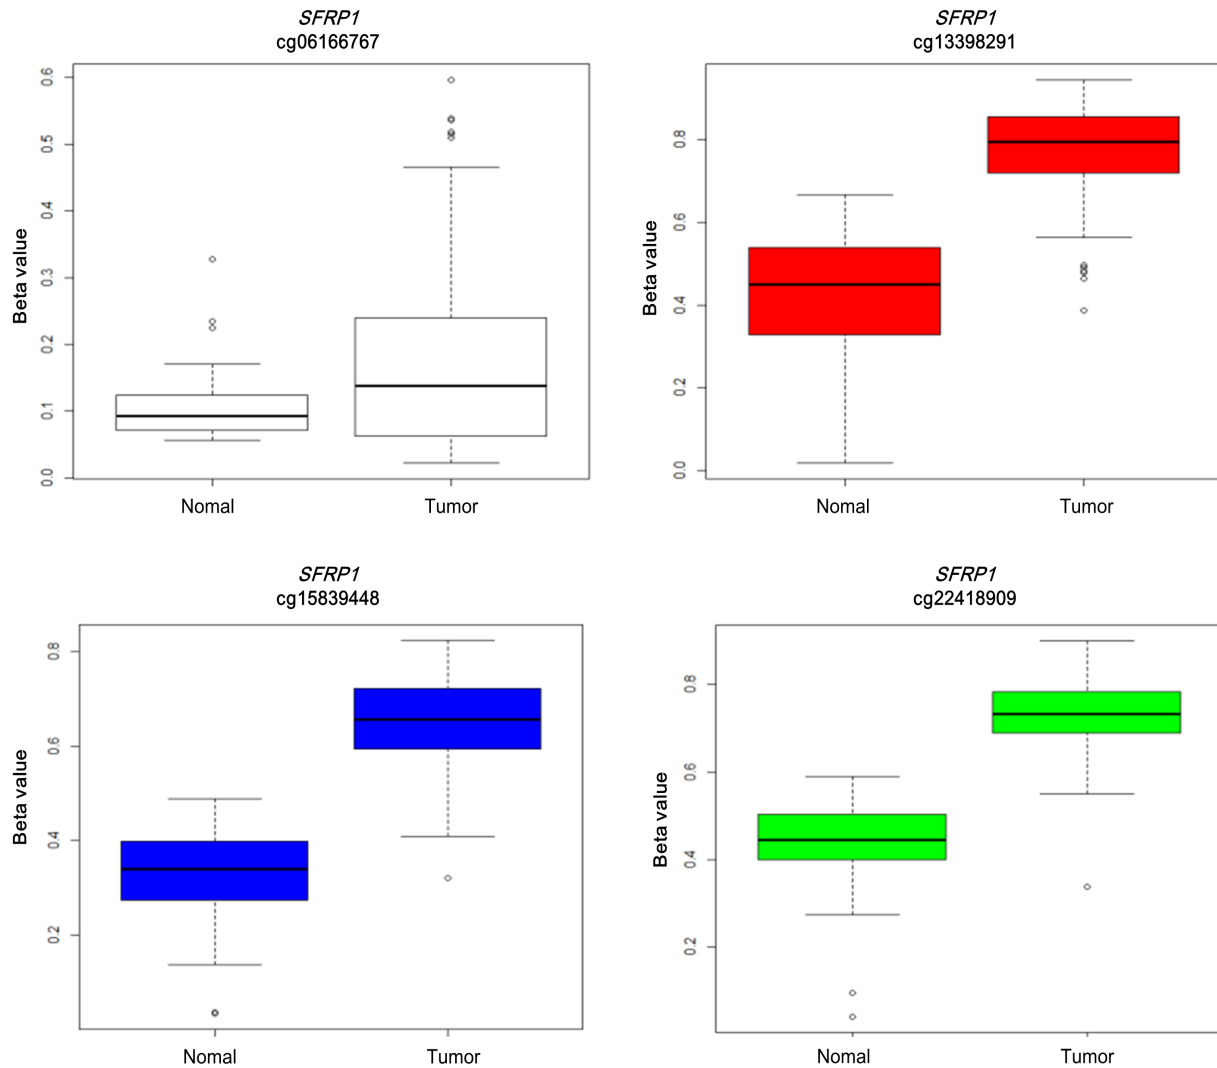 SFRP1
cg06166767
Beta value
0.6
0.5
0.4
0.3
0.2
0.1
0.0
Nomal
Tumor
SFRP1
cg13398291
Beta value
0.8
0.6
0.4
0.2
0.0
Nomal
Tumor
SFRP1
cg15839448
Beta value
0.8
0.6
0.4
0.2
Nomal
Tumor
SFRP1
cg22418909
Beta value
0.8
0.6
0.4
0.2
Nomal
Tumor